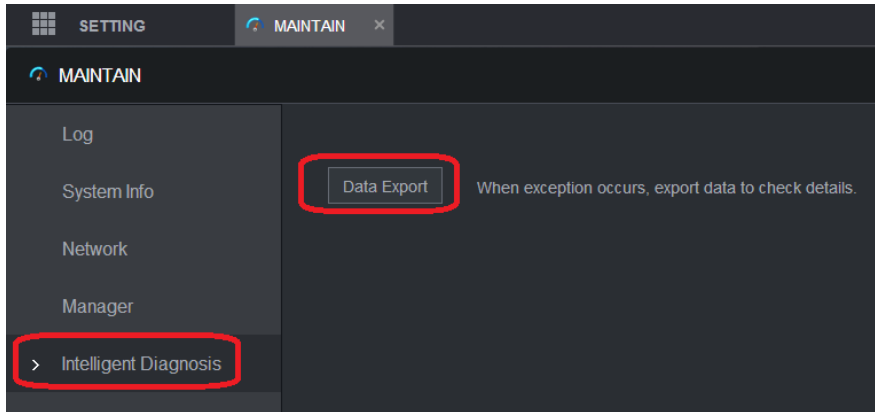 SETTING
MAINTAIN ×
MAINTAIN
Log
System Info
Network
Manager
> Intelligent Diagnosis
Data Export
When exception occurs, export data to check details.